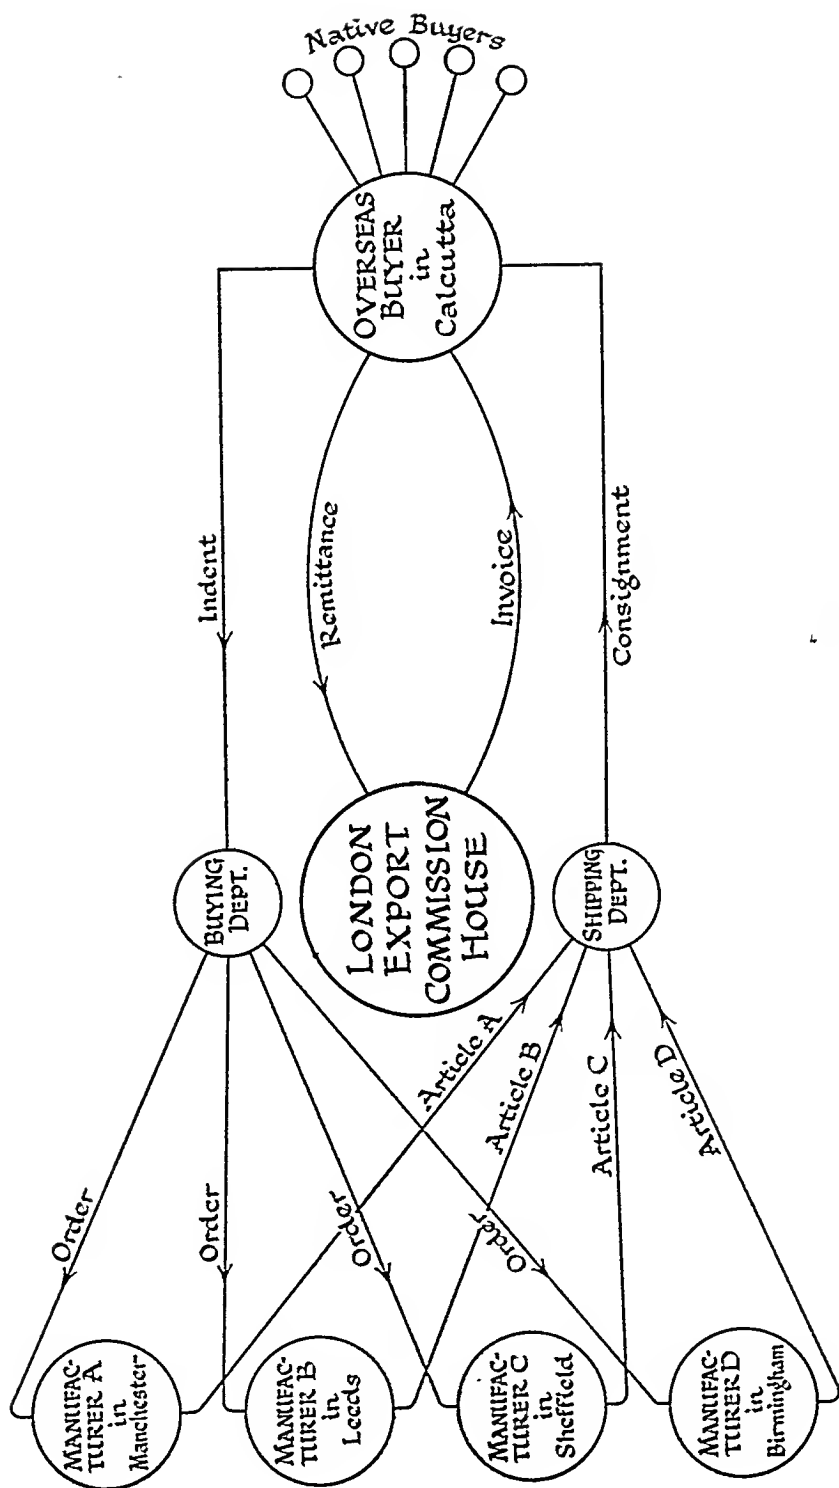 Native Buyers
OVERSEAS
BUYER
in
Calcutta
Indent
Remittance
Invoice
Consignment
BUYING
DEPT.
LONDON
EXPORT
COMMISSION
HOUSE
SHIPPING
DEPT.
Order
Order
Order
Order
Article A
Article B
Article C
Article D
MANUFAC-
TURER A
in
Manchester
MANUFAC-
TURER B
in
Leeds
MANUFAC-
TURER C
in
Sheffield
MANUFAC-
TURER D
in
Birmingham